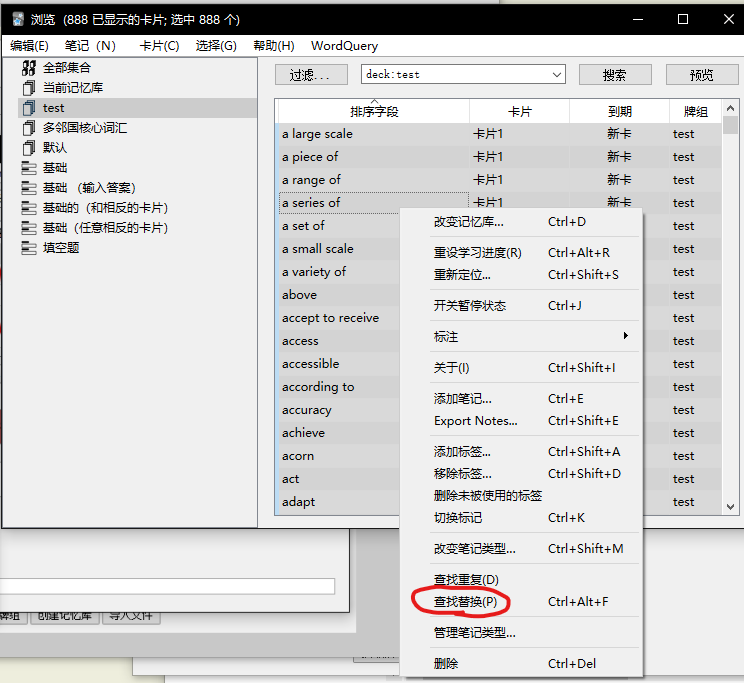 浏览 (888 已显示的卡片; 选中 888 个)
编辑(E) 笔记 (N) 卡片(C) 选择(G) 帮助(H) WordQuery
全部集合
当前记忆库
test
多邻国核心词汇
默认
基础
基础 (输入答案)
基础的 (和相反的卡片)
基础 (任意相反的卡片)
填空题
过滤... deck:test 搜索 预览
排序字段 卡片 到期 牌组
a large scale 卡片1 新卡 test
a piece of 卡片1 新卡 test
a range of 卡片1 新卡 test
a series of 卡片1 新卡 test
a set of test
a small scale test
a variety of test
above test
accept to receive test
access test
accessible test
according to test
accuracy test
achieve test
acorn test
act test
adapt test
改变记忆库... Ctrl+D
重设学习进度(R) Ctrl+Alt+R
重新定位... Ctrl+Shift+S
开关暂停状态 Ctrl+J
标注
关于(I) Ctrl+Shift+I
添加笔记... Ctrl+E
Export Notes... Ctrl+Shift+E
添加标签... Ctrl+Shift+A
移除标签... Ctrl+Shift+D
删除未被使用的标签
切换标记 Ctrl+K
改变笔记类型... Ctrl+Shift+M
查找重复(D)
查找替换(P) Ctrl+Alt+F
管理笔记类型...
删除 Ctrl+Del
牌组 创建记忆库 导入文件